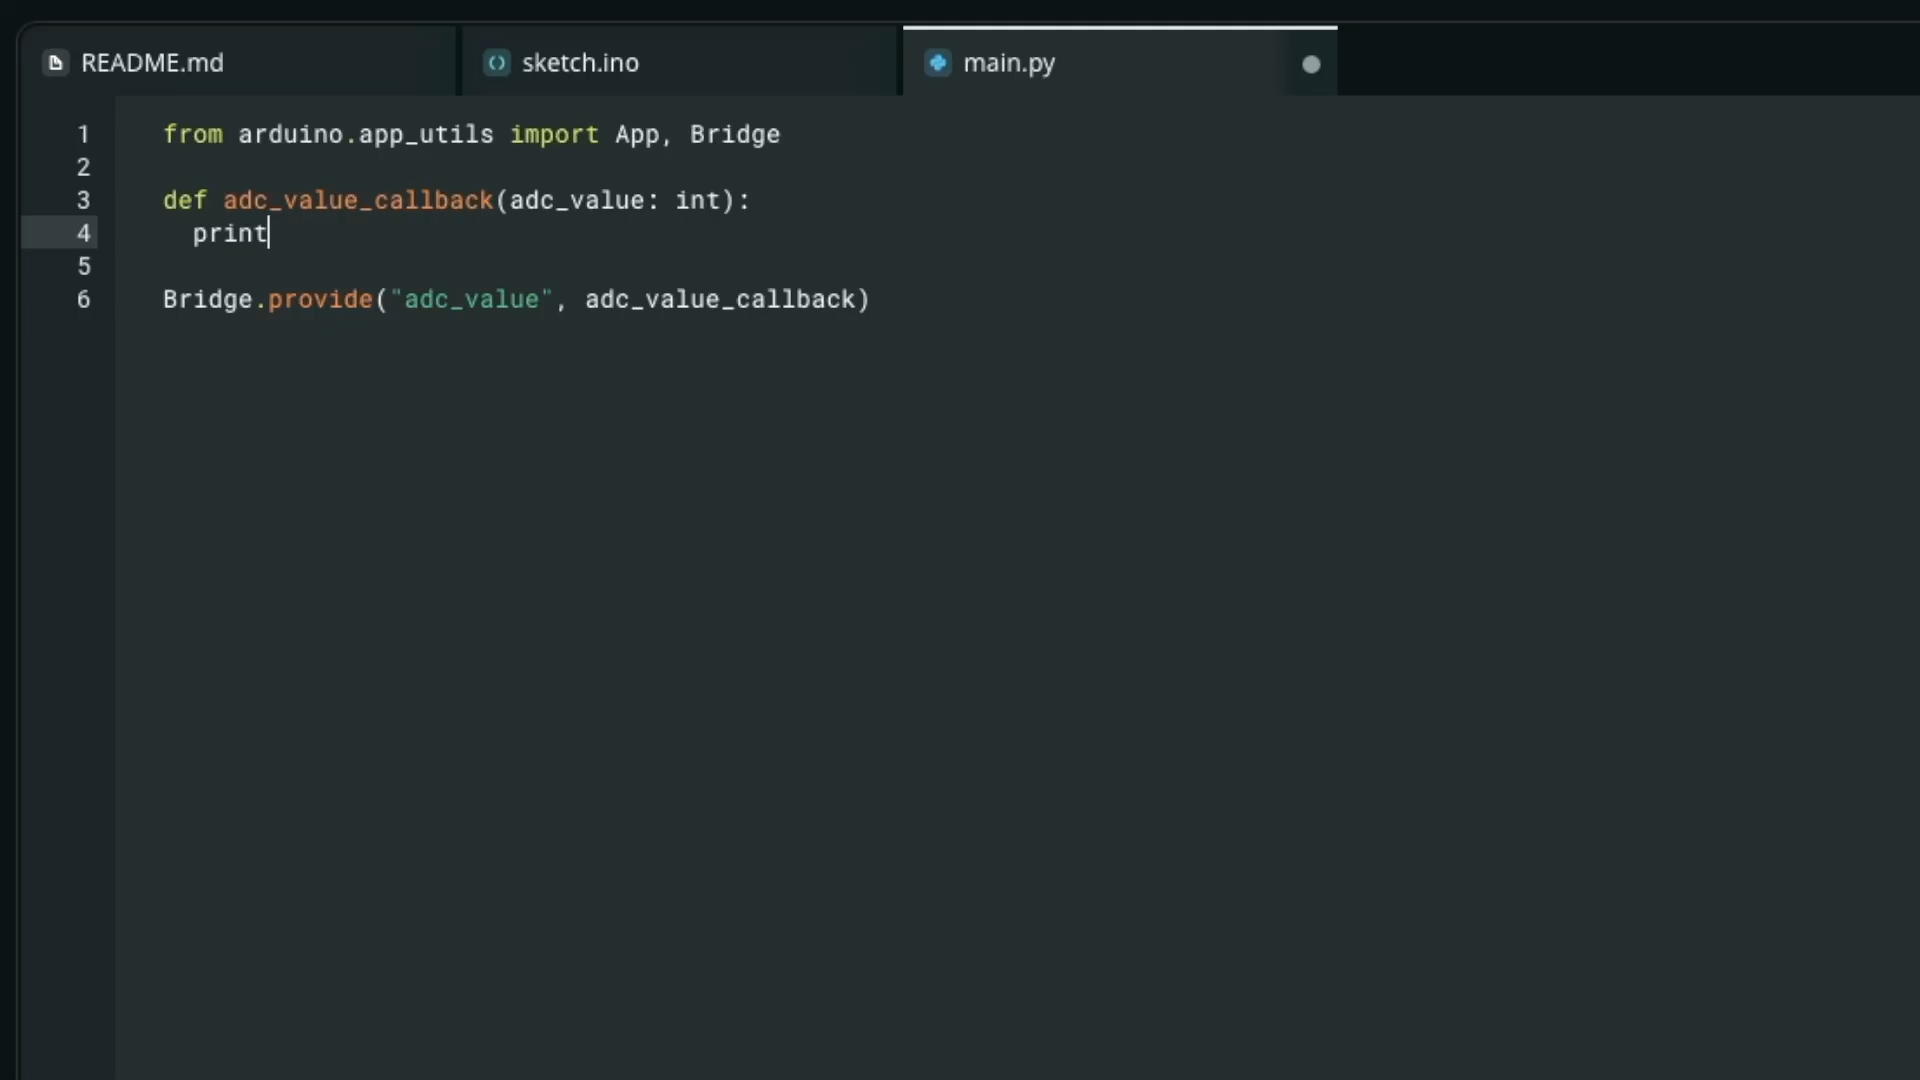 README.md
sketch.ino
main.py
1 from arduino.app_utils import App, Bridge
2
3 def adc_value_callback(adc_value: int):
4   print
5
6 Bridge.provide("adc_value", adc_value_callback)